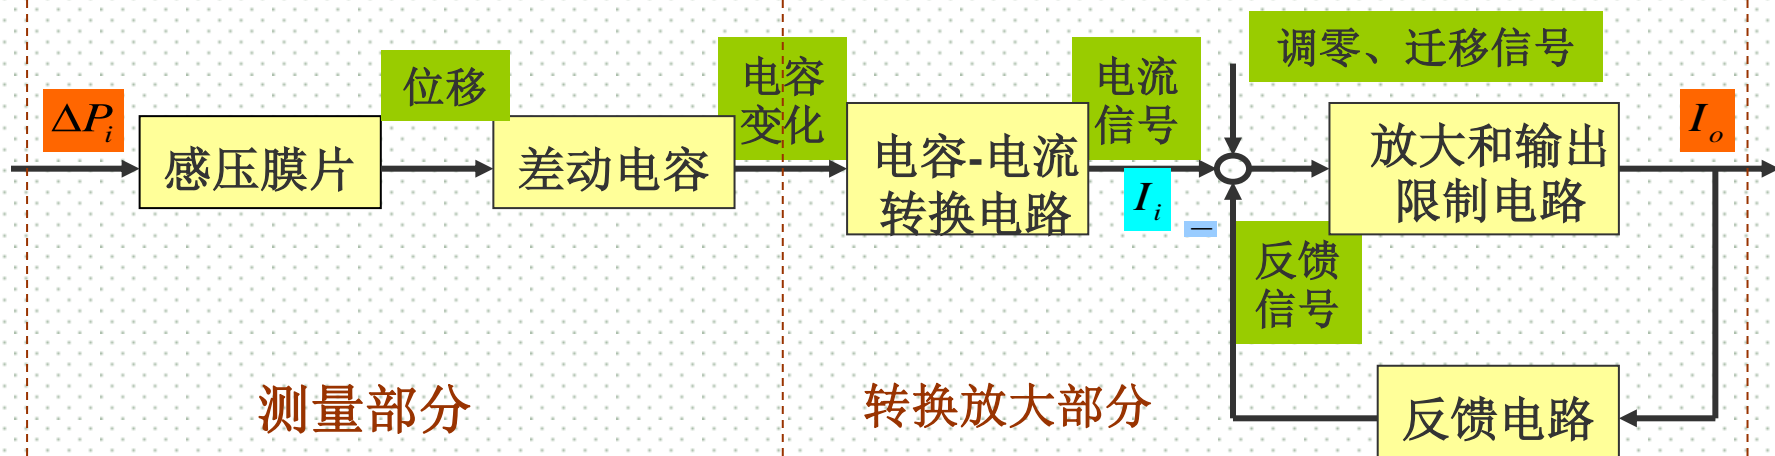 ΔPi
感压膜片
位移
差动电容
电容
变化
电容-电流
转换电路
电流
信号
Ii
调零、迁移信号
−
放大和输出
限制电路
Io
反馈
信号
反馈电路
测量部分
转换放大部分